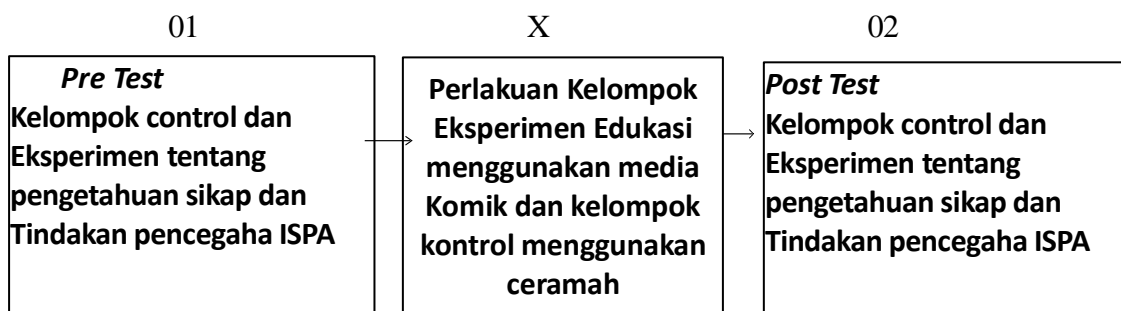 01 X 02
Pre Test
Kelompok control dan
Eksperimen tentang
pengetahuan sikap dan
Tindakan pencegaha ISPA
Perlakuan Kelompok
Eksperimen Edukasi
menggunakan media
Komik dan kelompok
kontrol menggunakan
ceramah
Post Test
Kelompok control dan
Eksperimen tentang
pengetahuan sikap dan
Tindakan pencegaha ISPA